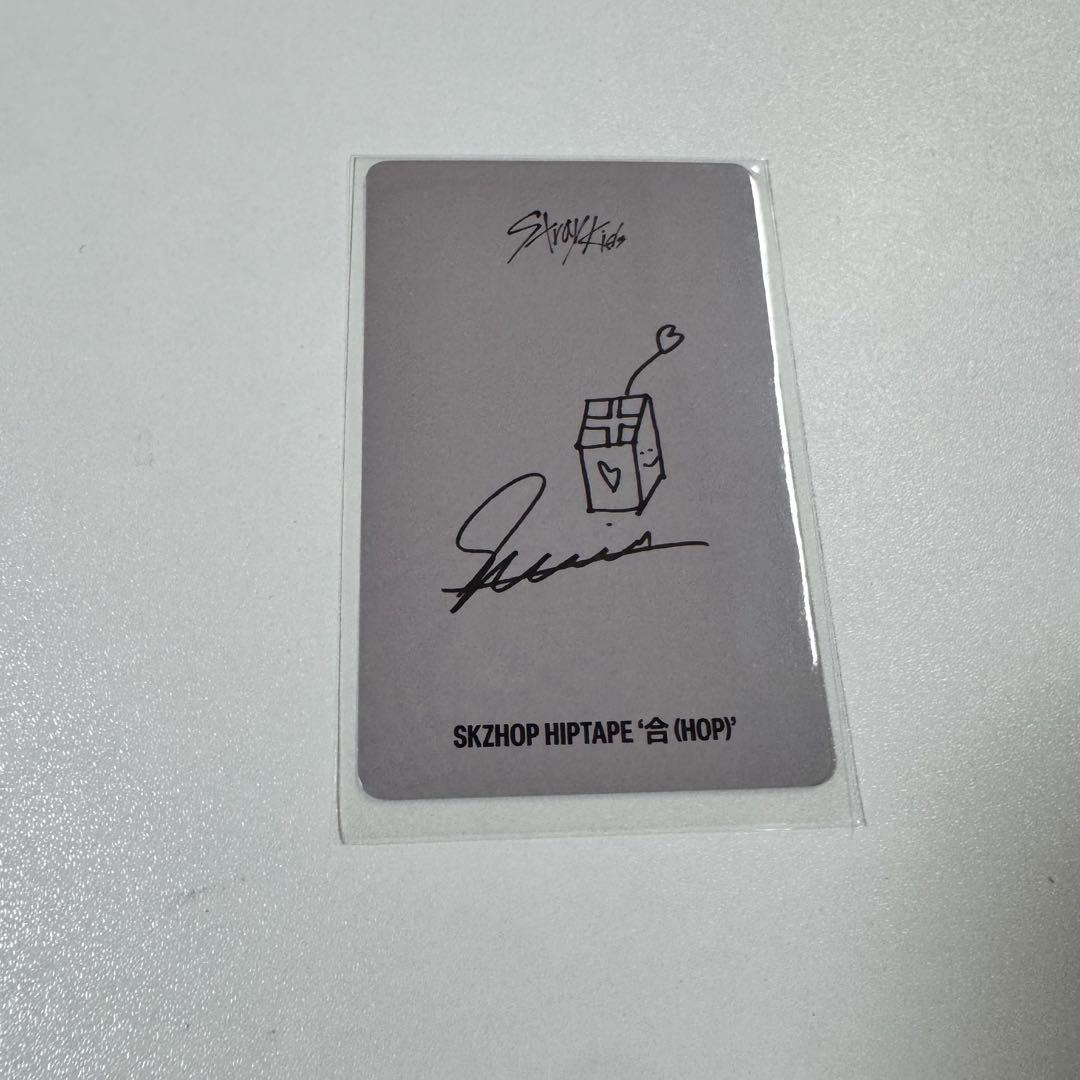 Stray Kids
SKZHOP HIPTAPE ‘合 (HOP)’